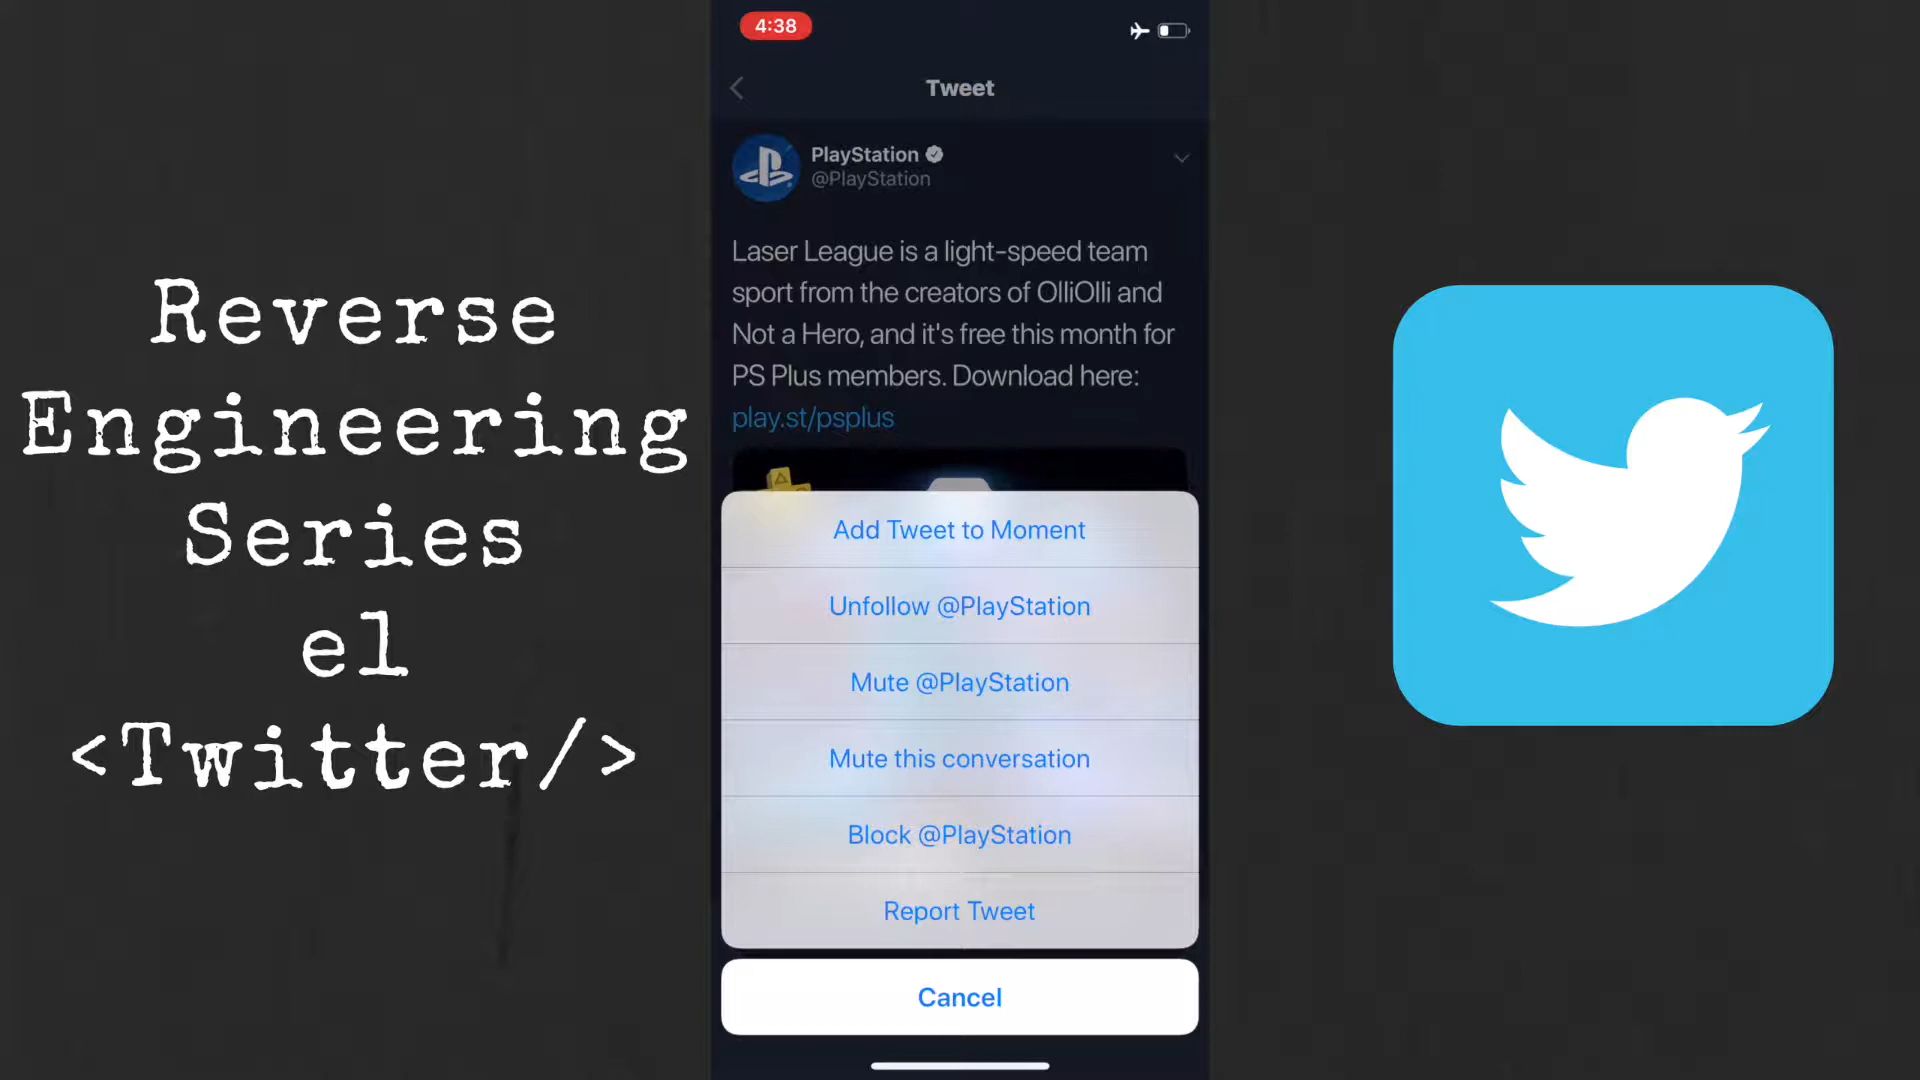 Reverse
Engineering
Series
el
<Twitter/>
4:38
Tweet
PlayStation
@PlayStation
Laser League is a light-speed team
sport from the creators of OlliOlli and
Not a Hero, and it's free this month for
PS Plus members. Download here:
play.st/psplus
Add Tweet to Moment
Unfollow @PlayStation
Mute @PlayStation
Mute this conversation
Block @PlayStation
Report Tweet
Cancel